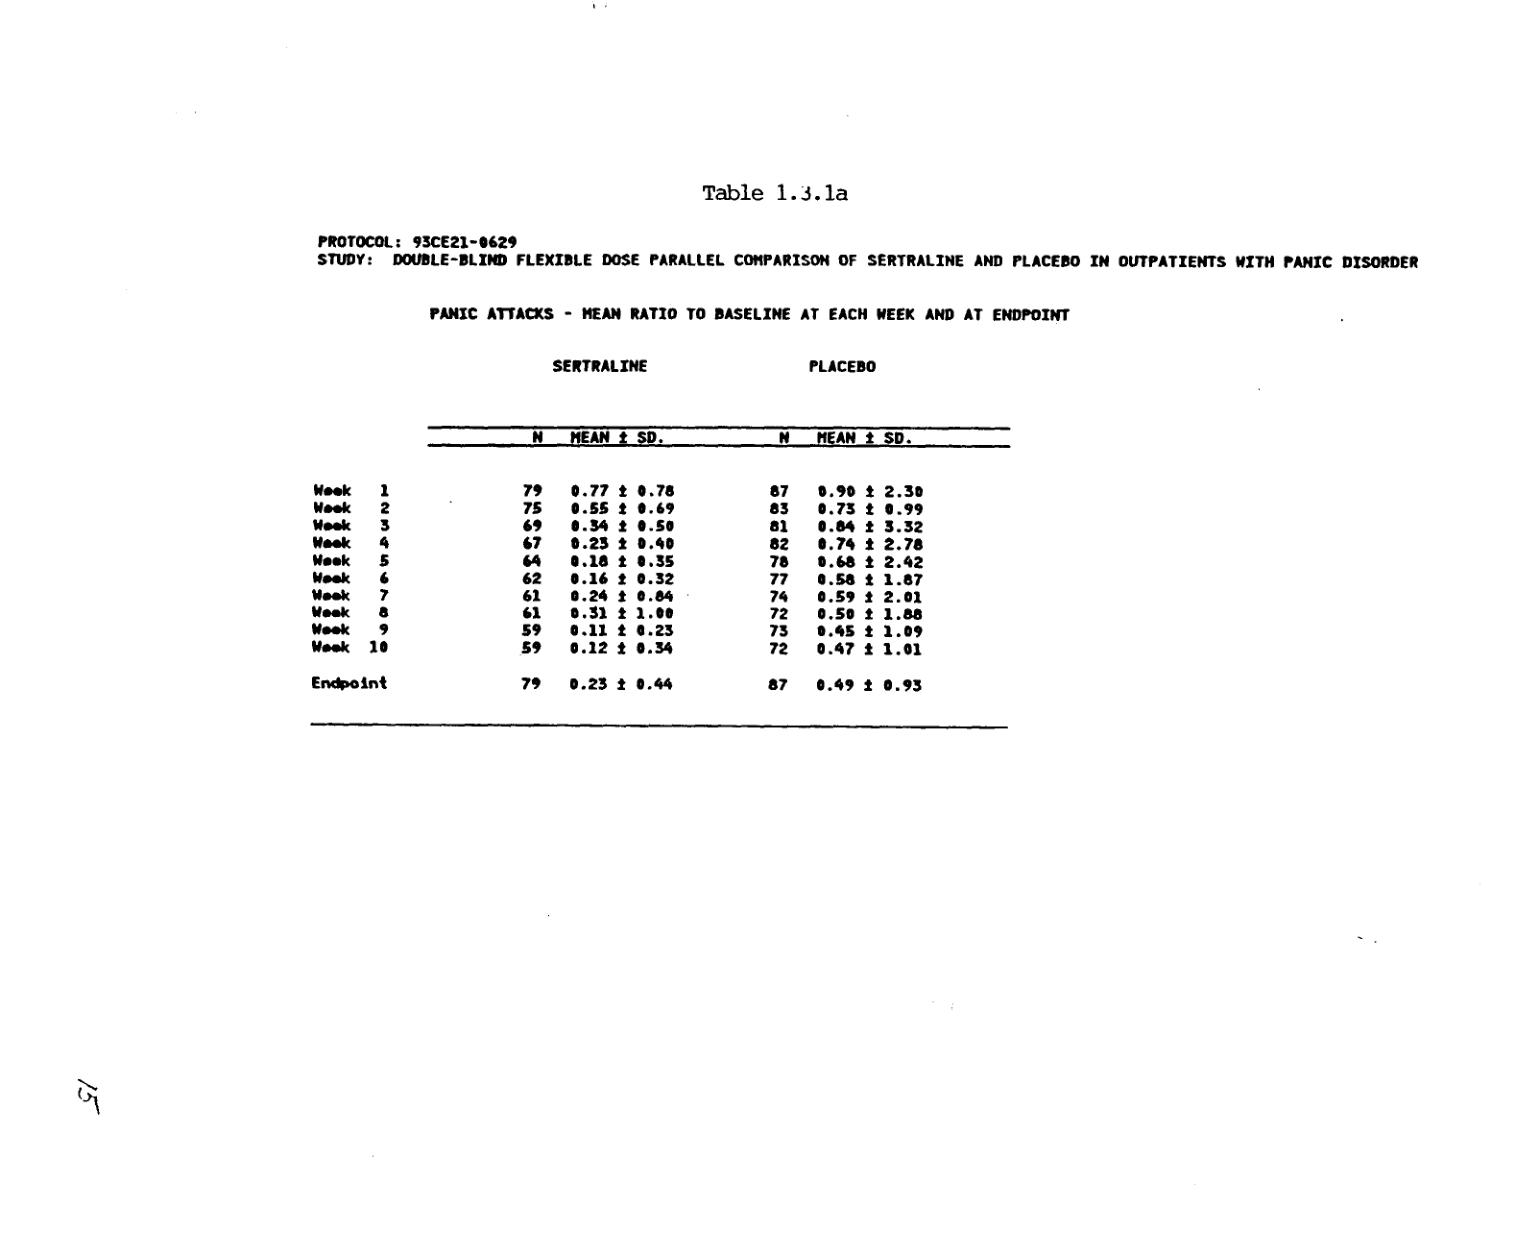 Table 1.3.1a
PROTOCOL: 93CE21-0629
STUDY: DOUBLE-BLIND FLEXIBLE DOSE PARALLEL COMPARISON OF SERTRALINE AND PLACEBO IN OUTPATIENTS WITH PANIC DISORDER
PANIC ATTACKS - MEAN RATIO TO BASELINE AT EACH WEEK AND AT ENDPOINT
SERTRALINE PLACEBO
N MEAN ± SD. N MEAN ± SD.
Week 1 79 0.77 ± 0.78 87 0.90 ± 2.30
Week 2 75 0.55 ± 0.69 83 0.73 ± 0.99
Week 3 69 0.34 ± 0.50 81 0.84 ± 3.32
Week 4 67 0.23 ± 0.40 82 0.74 ± 2.78
Week 5 64 0.18 ± 0.35 78 0.68 ± 2.42
Week 6 62 0.16 ± 0.32 77 0.58 ± 1.87
Week 7 61 0.24 ± 0.84 74 0.59 ± 2.01
Week 8 61 0.31 ± 1.00 72 0.50 ± 1.88
Week 9 59 0.11 ± 0.23 73 0.45 ± 1.09
Week 10 59 0.12 ± 0.34 72 0.47 ± 1.01
Endpoint 79 0.23 ± 0.44 87 0.49 ± 0.93